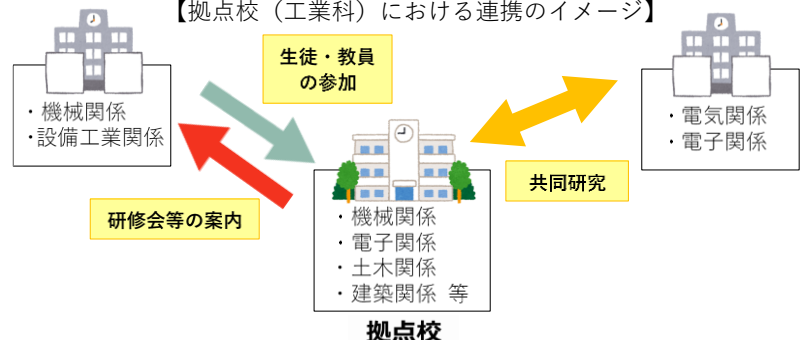 【拠点校（工業科）における連携のイメージ】
生徒・教員
の参加
・機械関係
・設備工業関係
・電気関係
・電子関係
共同研究
研修会等の案内
・機械関係
・電子関係
・土木関係
・建築関係 等
拠点校